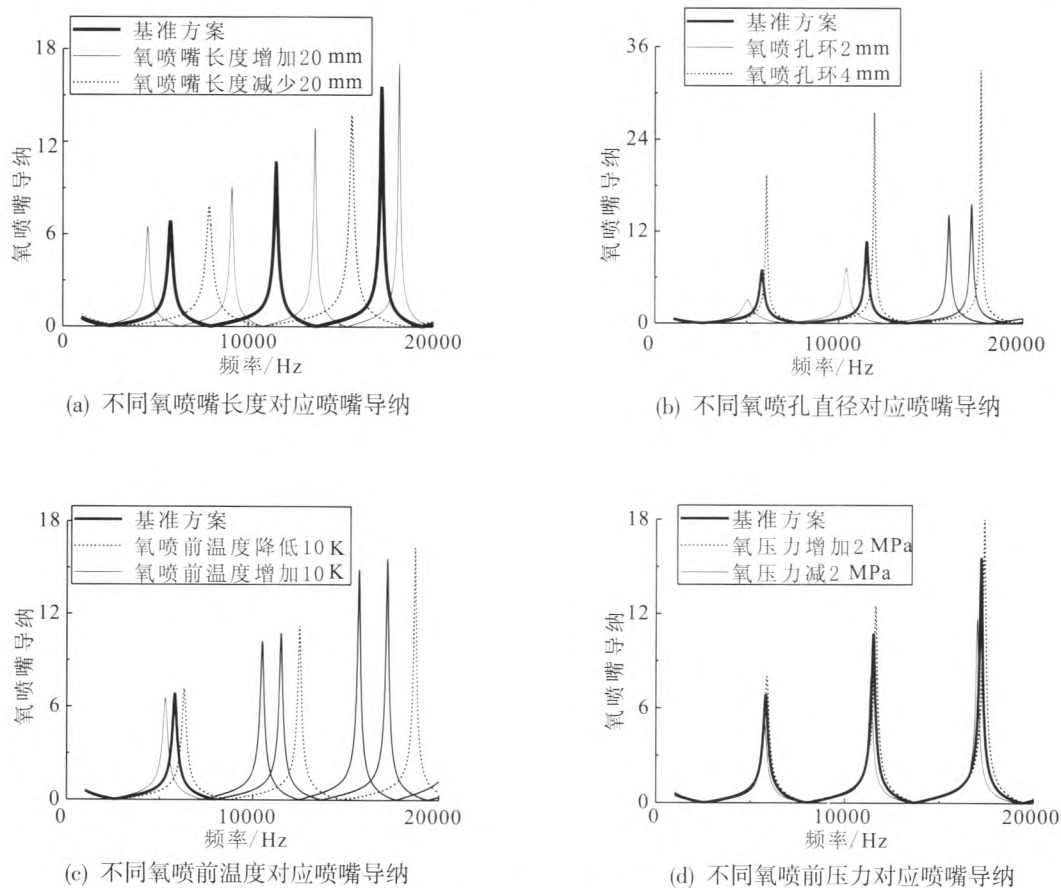 基准方案
氧喷嘴长度增加20 mm
氧喷嘴长度减少20 mm
18
12
6
0
氧喷嘴导纳
0
10000
20000
频率/Hz
(a) 不同氧喷嘴长度对应喷嘴导纳
基准方案
氧喷孔环2 mm
氧喷孔环4 mm
36
24
12
0
氧喷嘴导纳
0
10000
20000
频率/Hz
(b) 不同氧喷孔直径对应喷嘴导纳
基准方案
氧喷前温度降低10 K
氧喷前温度增加10 K
18
12
6
0
氧喷嘴导纳
0
10000
20000
频率/Hz
(c) 不同氧喷前温度对应喷嘴导纳
基准方案
氧压力增加2 MPa
氧压力减2 MPa
18
12
6
0
氧喷嘴导纳
0
10000
20000
频率/Hz
(d) 不同氧喷前压力对应喷嘴导纳